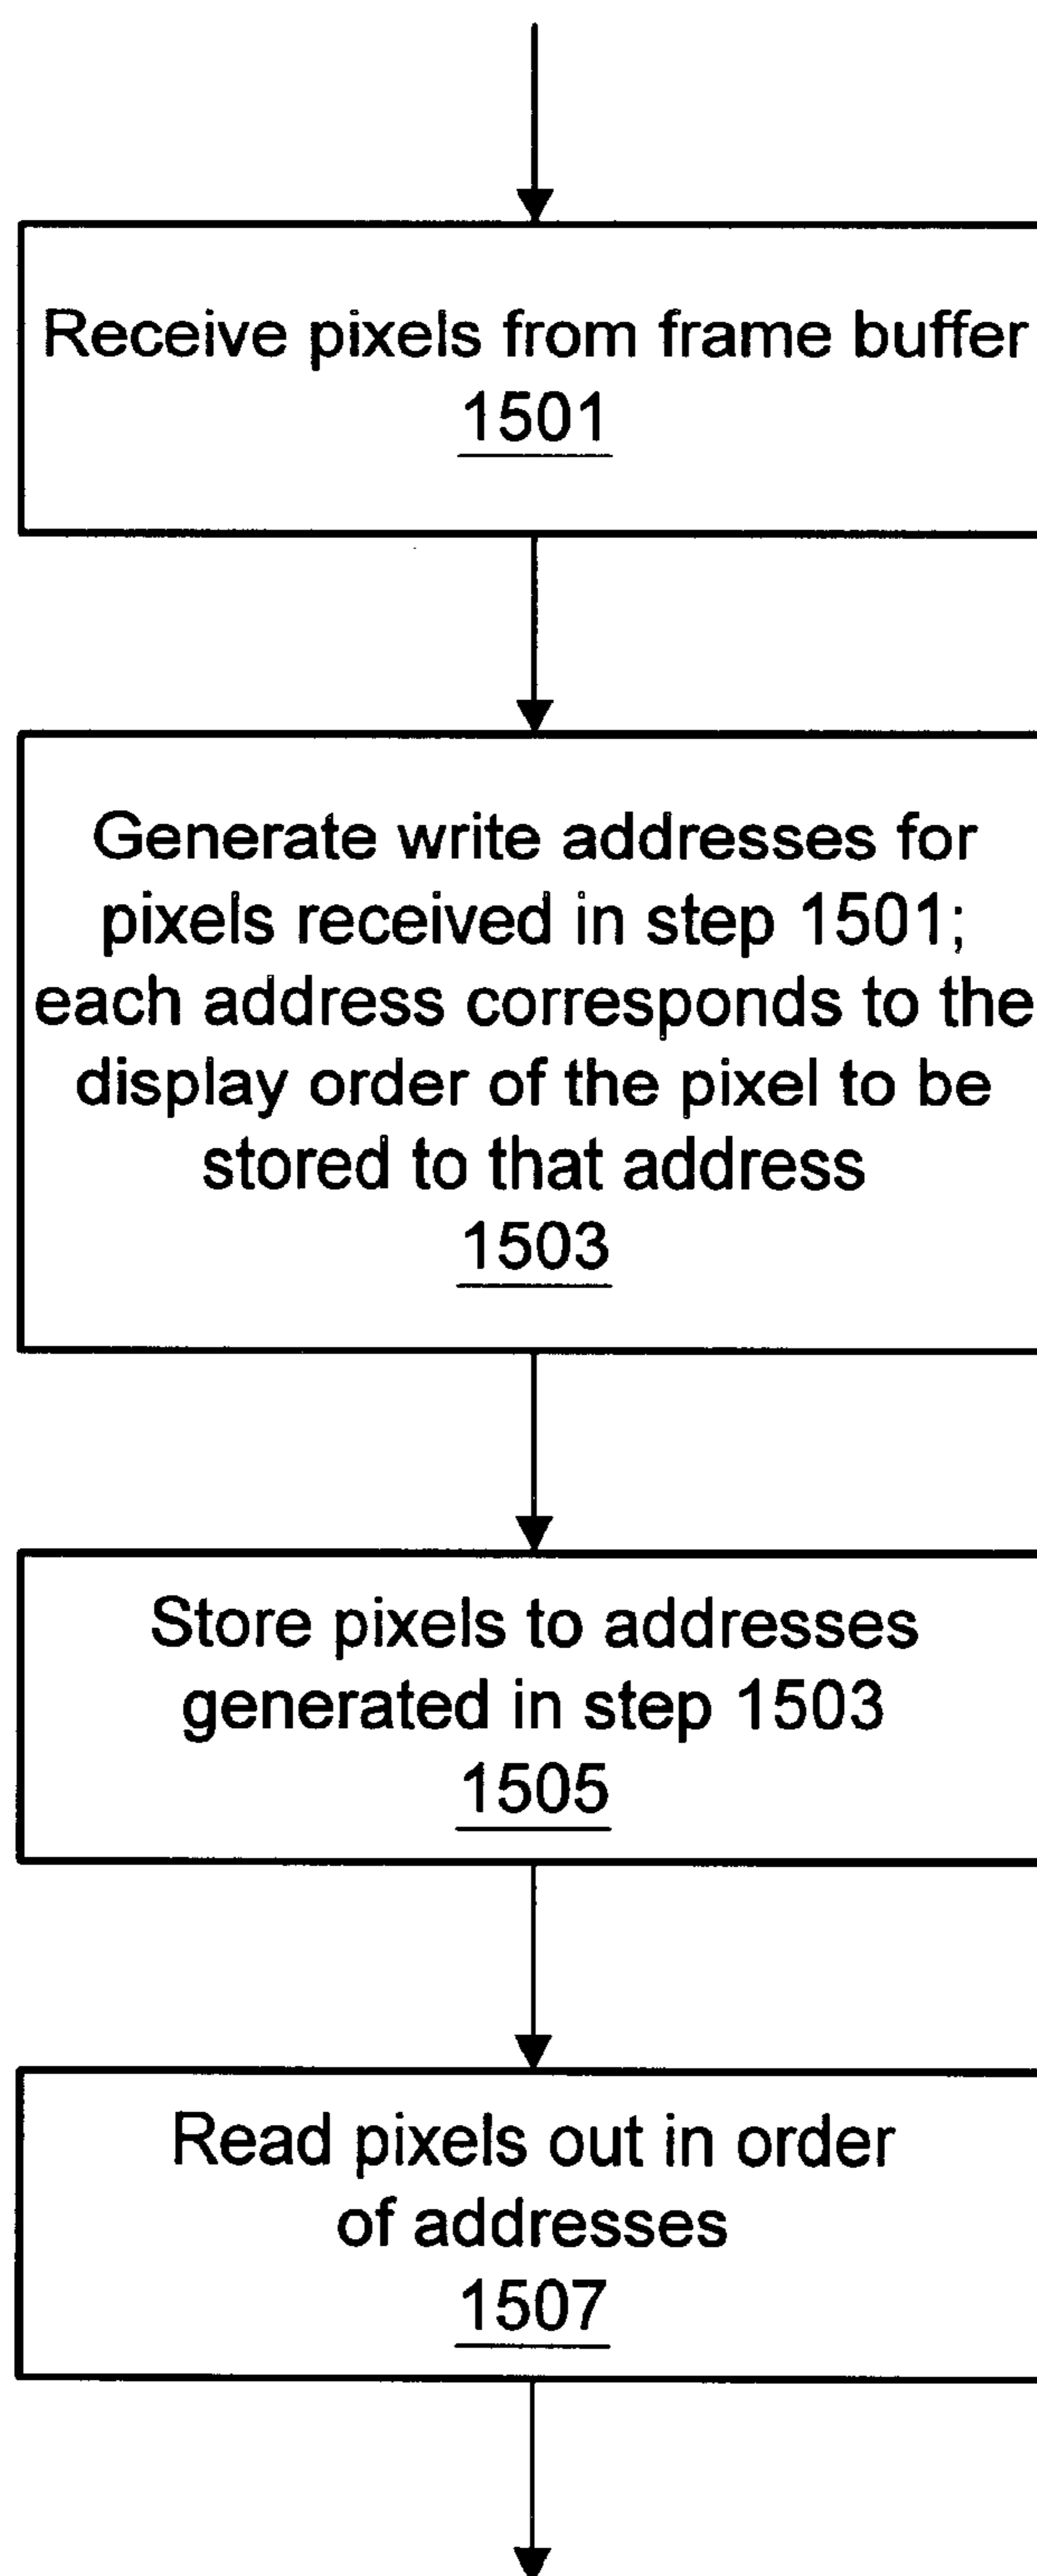 Receive pixels from frame buffer
1501
Generate write addresses for
pixels received in step 1501;
each address corresponds to the
display order of the pixel to be
stored to that address
1503
Store pixels to addresses
generated in step 1503
1505
Read pixels out in order
of addresses
1507